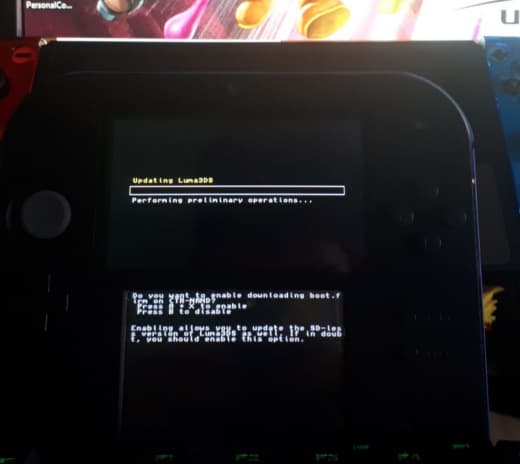 PersonalCo...
U
Updating Luma3DS
Performing preliminary operations...
Do you want to enable downloading boot.f
irm on CTR-NAND?
Press A + X to enable
Press B to disable
Enabling allows you to update the SD-les
s version of Luma3DS as well. If in doub
t, you should enable this option.